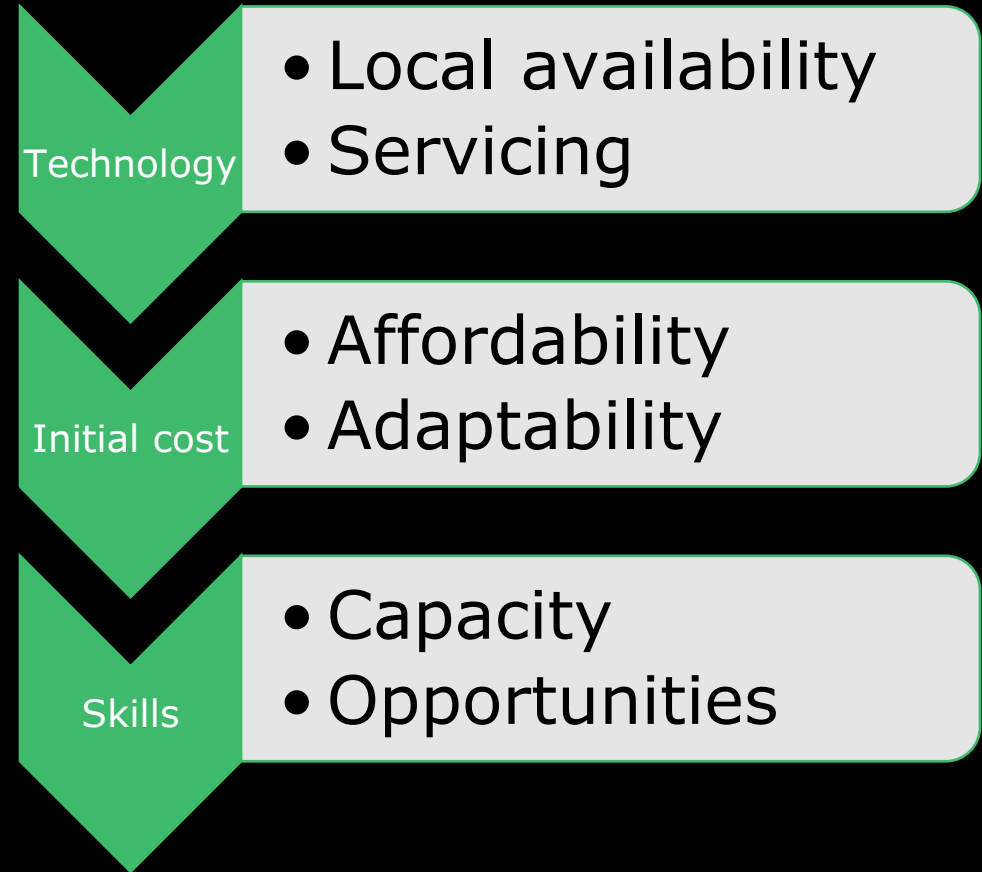 Technology
• Local availability
• Servicing
Initial cost
• Affordability
• Adaptability
Skills
• Capacity
• Opportunities